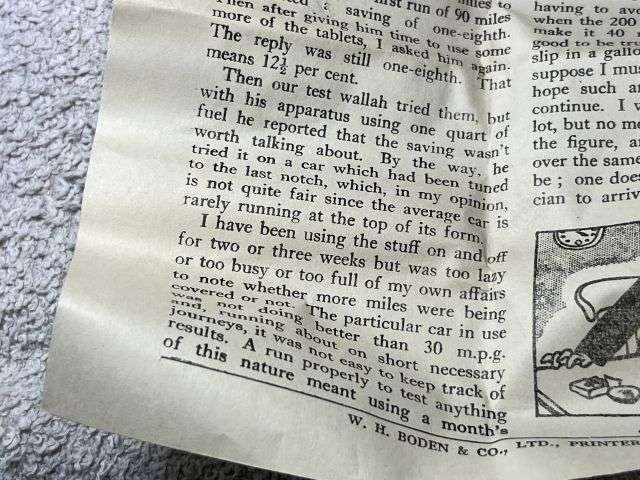 miles to
first run of 90 miles
a saving of one-eighth.
Then after giving him time to use some
more of the tablets, I asked him again.
The reply was still one-eighth. That
means 12½ per cent.
Then our test wallah tried them, but
with his apparatus using one quart of
fuel he reported that the saving wasn't
worth talking about. By the way, he
tried it on a car which had been tuned
to the last notch, which, in my opinion,
is not quite fair since the average car is
rarely running at the top of its form.
I have been using the stuff on and off
for two or three weeks but was too lazy
or too busy or too full of my own affairs
to note whether more miles were being
covered or not. The particular car in use
was not doing better than 30 m.p.g.
and, running about on short necessary
journeys, it was not easy to keep track of
results. A run properly to test anything
of this nature meant using a month's
having to
when the 200
make it 40
good to be
slip in a
suppose I
hope such
continue. I
lot, but no
the figure,
over the same
be; one
cian to
W. H. BODEN & CO., LTD.,